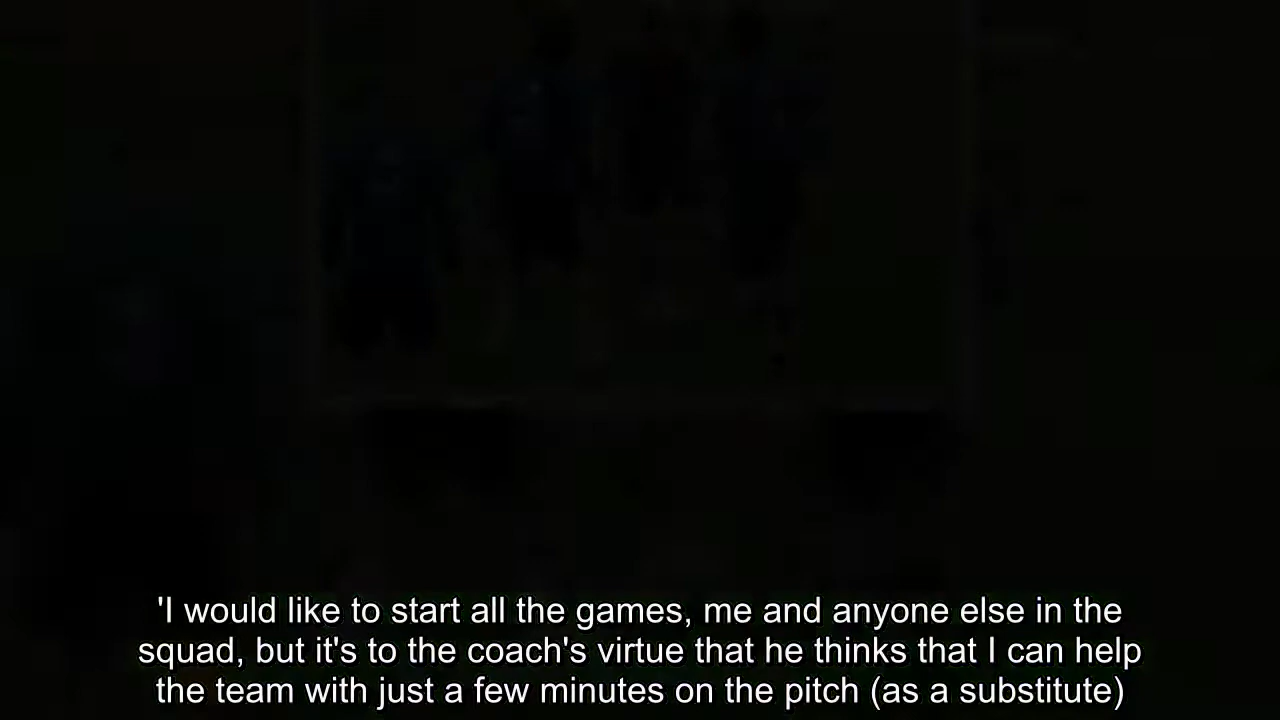 'I would like to start all the games, me and anyone else in the
squad, but it's to the coach's virtue that he thinks that I can help
the team with just a few minutes on the pitch (as a substitute)